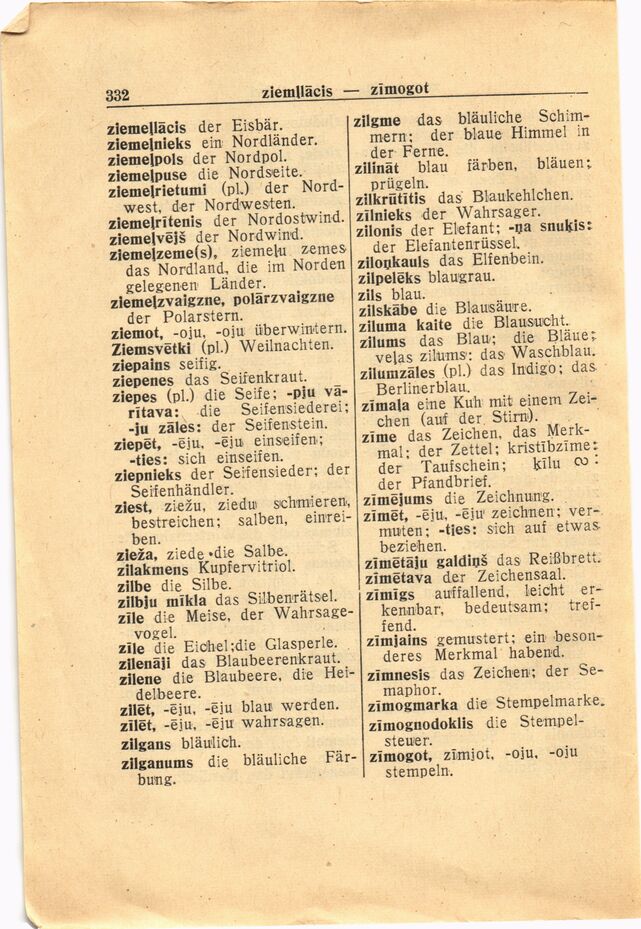 332
ziemļlācis — zīmogot
ziemeļlācis der Eisbär.
ziemeļnieks ein Nordländer.
ziemeļpols der Nordpol.
ziemeļpuse die Nordseite.
ziemeļrietumi (pl.) der Nord-
west, der Nordwesten.
ziemeļrītenis der Nordostwind.
ziemeļvējš der Nordwind.
ziemeļzeme(s), ziemeļu zemes
das Nordland, die im Norden
gelegenen Länder.
ziemeļzvaigzne, polārzvaigzne
der Polarstern.
ziemot, -oju, -oju überwintern.
Ziemsvētki (pl.) Weilnachten.
ziepains seifig.
ziepenes das Seifenkraut.
ziepes (pl.) die Seife; -pju vā-
rītava: die Seifensiederei;
-ju zāles: der Seifenstein.
ziepēt, -ēju, -ēju einseifen;
-ties: sich einseifen.
ziepnieks der Seifensieder; der
Seifenhändler.
ziest, ziežu, ziedu schmieren,
bestreichen; salben, einrei-
ben.
zieža, ziede die Salbe.
zilakmens Kupfervitriol.
zilbe die Silbe.
zilbju mīkla das Silbenrätsel.
zīle die Meise, der Wahrsage-
vogel.
zīle die Eichel; die Glasperle.
zilenāji das Blaubeerenkraut.
zilene die Blaubeere, die Hei-
delbeere.
zilēt, -ēju, -ēju blau werden.
zīlēt, -ēju, -ēju wahrsagen.
zilgans bläulich.
zilganums die bläuliche Fär-
bung.
zilgme das bläuliche Schim-
mern; der blaue Himmel in
der Ferne.
zilināt blau färben, bläuen;
prügeln.
zilkrūtītis das Blaukehlchen.
zīlnieks der Wahrsager.
zilonis der Elefant; -ņa snuķis:
der Elefantenrüssel.
ziloņkauls das Elfenbein.
zilpelēks blaugrau.
zils blau.
zilskābe die Blausäure.
ziluma kaite die Blausucht.
zilums das Blau; die Bläue;
veļas zilums: das Waschblau.
zilumzāles (pl.) das Indigo; das
Berlinerblau.
zīmaļa eine Kuh mit einem Zei-
chen (auf der Stirn).
zīme das Zeichen, das Merk-
mal; der Zettel; kristībzīme:
der Taufschein; ķīlu ∞:
der Pfandbrief.
zīmējums die Zeichnung.
zīmēt, -ēju, -ēju zeichnen; ver-
muten; -ties: sich auf etwas
beziehen.
zīmētāju galdiņš das Reißbrett.
zīmētava der Zeichensaal.
zīmīgs auffallend, leicht er-
kennbar, bedeutsam; tref-
fend.
zīmjains gemustert; ein beson-
deres Merkmal habend.
zīmnesis das Zeichen; der Se-
maphor.
zīmogmarka die Stempelmarke.
zīmognodoklis die Stempel-
steuer.
zīmogot, zīmjot, -oju, -oju
stempeln.